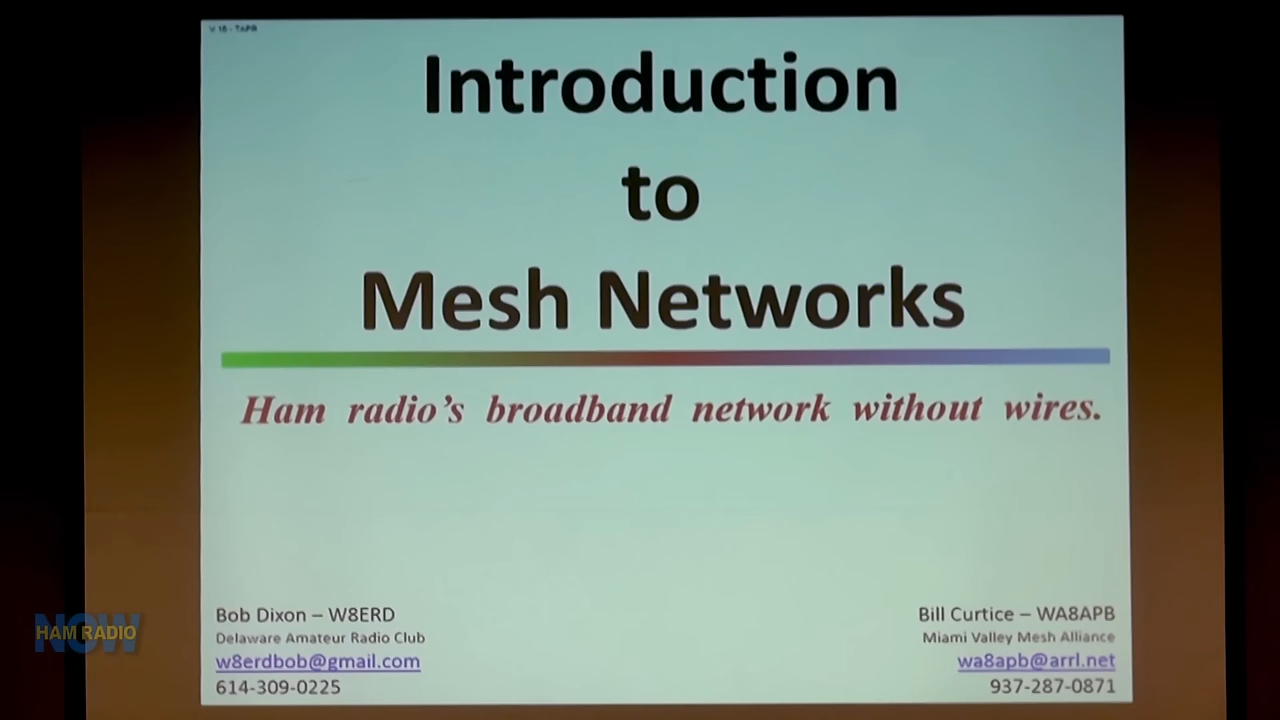 V 16 - TAPR
Introduction
to
Mesh Networks
Ham radio's broadband network without wires.
Bob Dixon – W8ERD
Delaware Amateur Radio Club
w8erdbob@gmail.com
614-309-0225
Bill Curtice – WA8APB
Miami Valley Mesh Alliance
wa8apb@arrl.net
937-287-0871
NOW
HAM RADIO